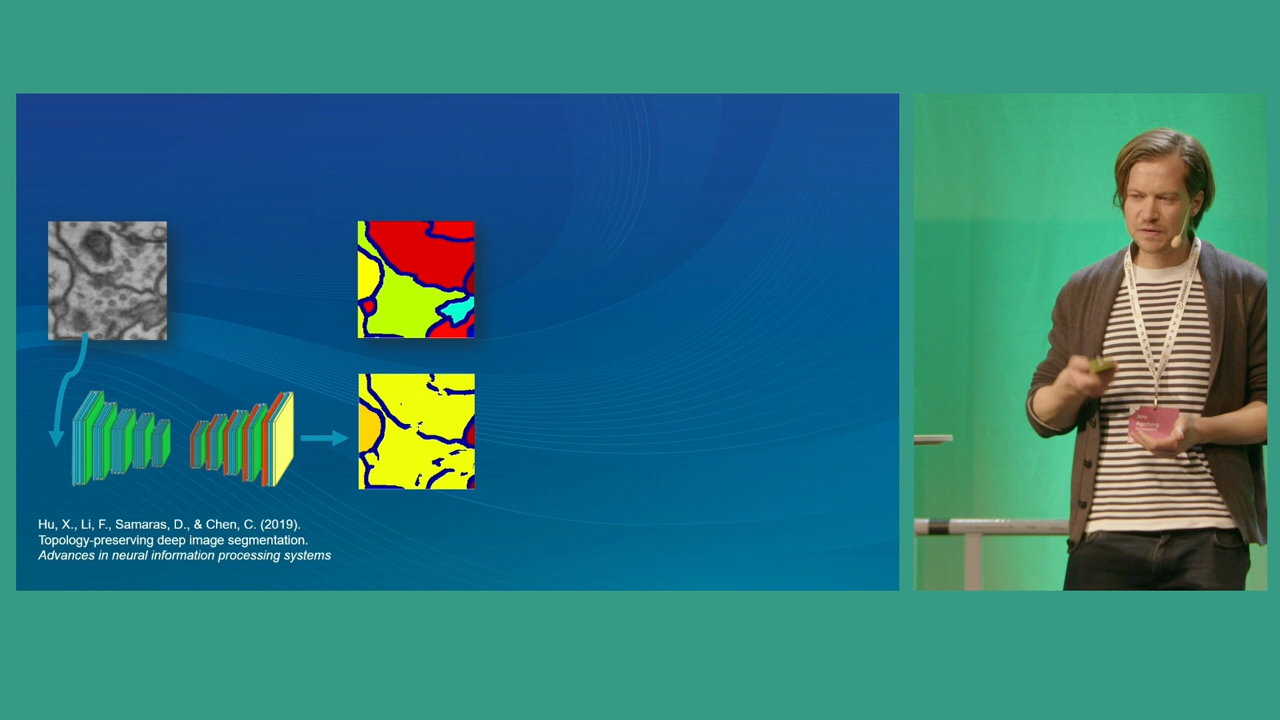 Hu, X., Li, F., Samaras, D., & Chen, C. (2019).
Topology-preserving deep image segmentation.
Advances in neural information processing systems